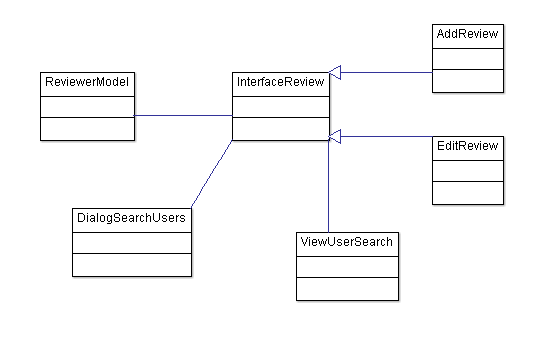 AddReview
ReviewerModel
InterfaceReview
EditReview
DialogSearchUsers
ViewUserSearch